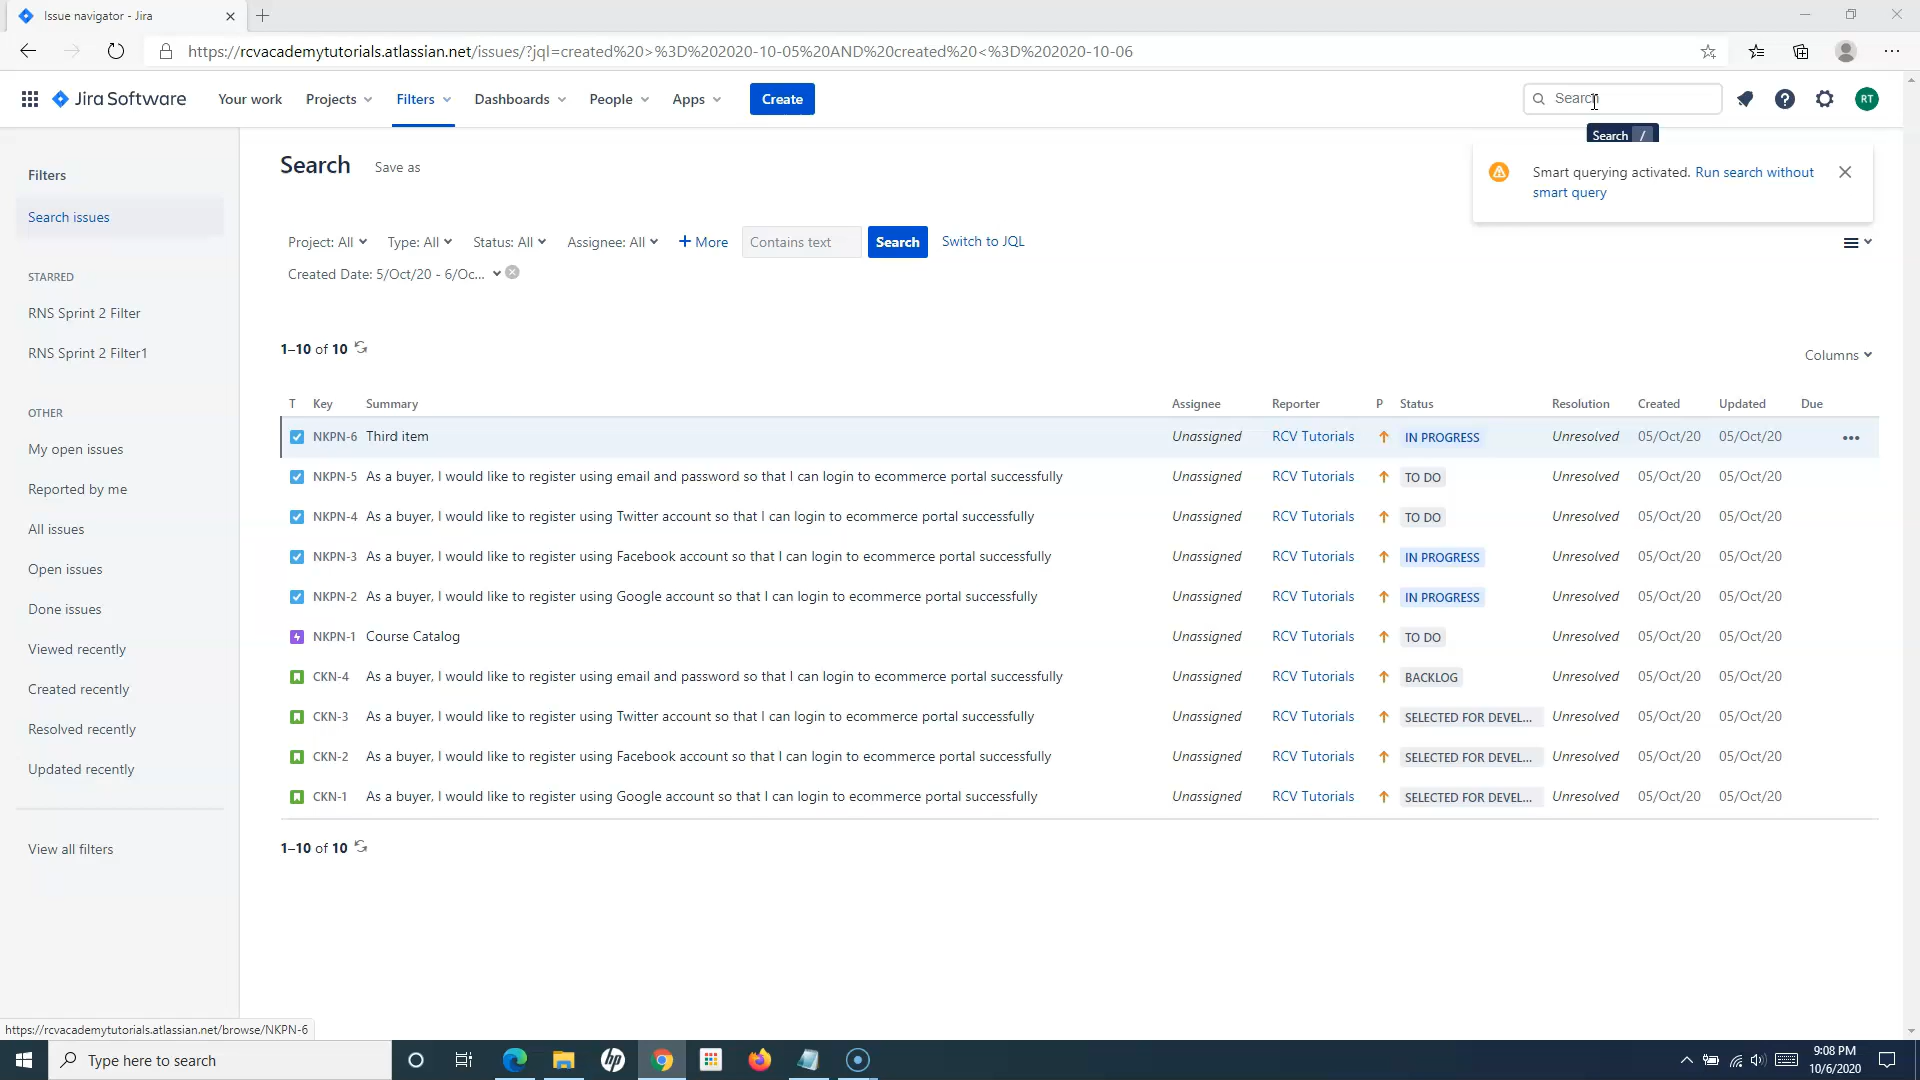 Issue navigator - Jira
https://rcvacademytutorials.atlassian.net/issues/?jql=created%20>%3D%202020-10-05%20AND%20created%20<%3D%202020-10-06
Jira Software Your work Projects Filters Dashboards People Apps Create Search RT
Search /
Smart querying activated. Run search without
smart query
Filters
Search issues
STARRED
RNS Sprint 2 Filter
RNS Sprint 2 Filter1
OTHER
My open issues
Reported by me
All issues
Open issues
Done issues
Viewed recently
Created recently
Resolved recently
Updated recently
View all filters
Search Save as
Project: All Type: All Status: All Assignee: All + More Contains text Search Switch to JQL
Created Date: 5/Oct/20 - 6/Oc...
1–10 of 10
Columns
T Key Summary Assignee Reporter P Status Resolution Created Updated Due
NKPN-6 Third item Unassigned RCV Tutorials IN PROGRESS Unresolved 05/Oct/20 05/Oct/20
NKPN-5 As a buyer, I would like to register using email and password so that I can login to ecommerce portal successfully Unassigned RCV Tutorials TO DO Unresolved 05/Oct/20 05/Oct/20
NKPN-4 As a buyer, I would like to register using Twitter account so that I can login to ecommerce portal successfully Unassigned RCV Tutorials TO DO Unresolved 05/Oct/20 05/Oct/20
NKPN-3 As a buyer, I would like to register using Facebook account so that I can login to ecommerce portal successfully Unassigned RCV Tutorials IN PROGRESS Unresolved 05/Oct/20 05/Oct/20
NKPN-2 As a buyer, I would like to register using Google account so that I can login to ecommerce portal successfully Unassigned RCV Tutorials IN PROGRESS Unresolved 05/Oct/20 05/Oct/20
NKPN-1 Course Catalog Unassigned RCV Tutorials TO DO Unresolved 05/Oct/20 05/Oct/20
CKN-4 As a buyer, I would like to register using email and password so that I can login to ecommerce portal successfully Unassigned RCV Tutorials BACKLOG Unresolved 05/Oct/20 05/Oct/20
CKN-3 As a buyer, I would like to register using Twitter account so that I can login to ecommerce portal successfully Unassigned RCV Tutorials SELECTED FOR DEVEL... Unresolved 05/Oct/20 05/Oct/20
CKN-2 As a buyer, I would like to register using Facebook account so that I can login to ecommerce portal successfully Unassigned RCV Tutorials SELECTED FOR DEVEL... Unresolved 05/Oct/20 05/Oct/20
CKN-1 As a buyer, I would like to register using Google account so that I can login to ecommerce portal successfully Unassigned RCV Tutorials SELECTED FOR DEVEL... Unresolved 05/Oct/20 05/Oct/20
1–10 of 10
https://rcvacademytutorials.atlassian.net/browse/NKPN-6
Type here to search
hp
9:08 PM
10/6/2020